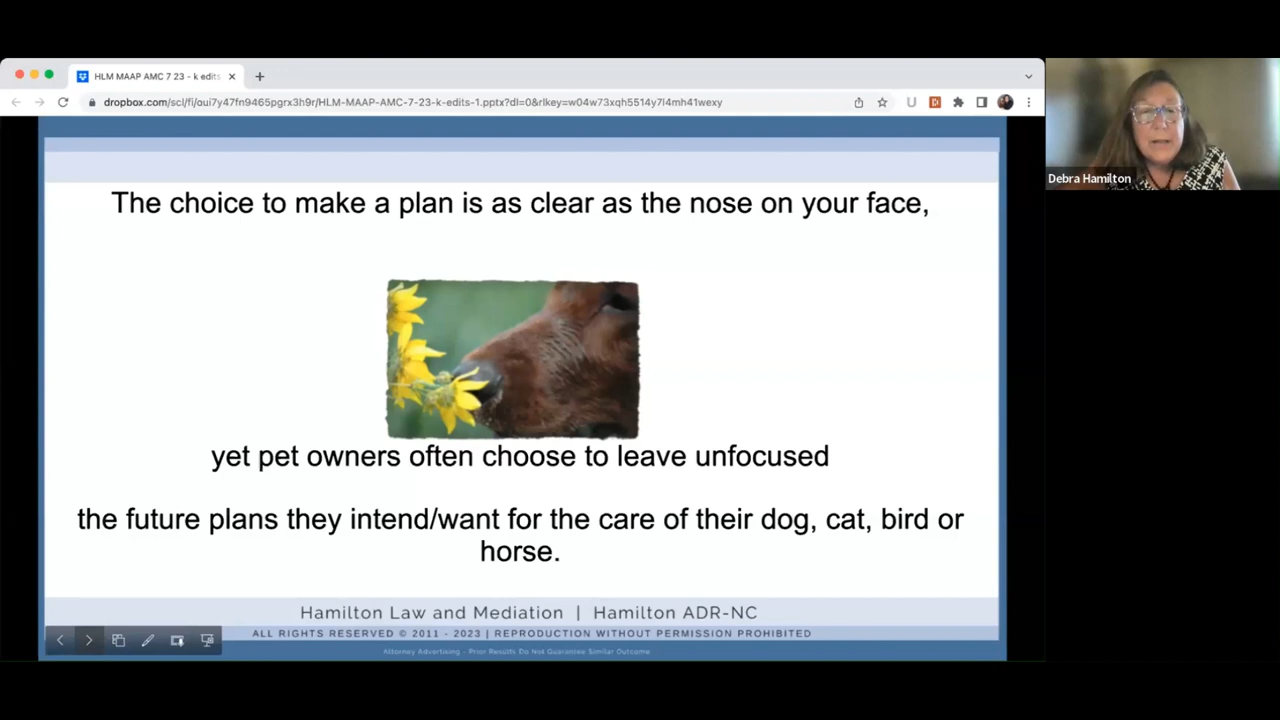 HLM MAAP AMC 7 23 - k edits
dropbox.com/scl/fi/oui7y47fn9465pgrx3h9r/HLM-MAAP-AMC-7-23-k-edits-1.pptx?dl=0&rlkey=w04w73xqh5514y7l4mh41wexy
Debra Hamilton
The choice to make a plan is as clear as the nose on your face,
yet pet owners often choose to leave unfocused
the future plans they intend/want for the care of their dog, cat, bird or
horse.
Hamilton Law and Mediation | Hamilton ADR-NC
ALL RIGHTS RESERVED © 2011 - 2023 | REPRODUCTION WITHOUT PERMISSION PROHIBITED
Attorney Advertising - Prior Results Do Not Guarantee Similar Outcome